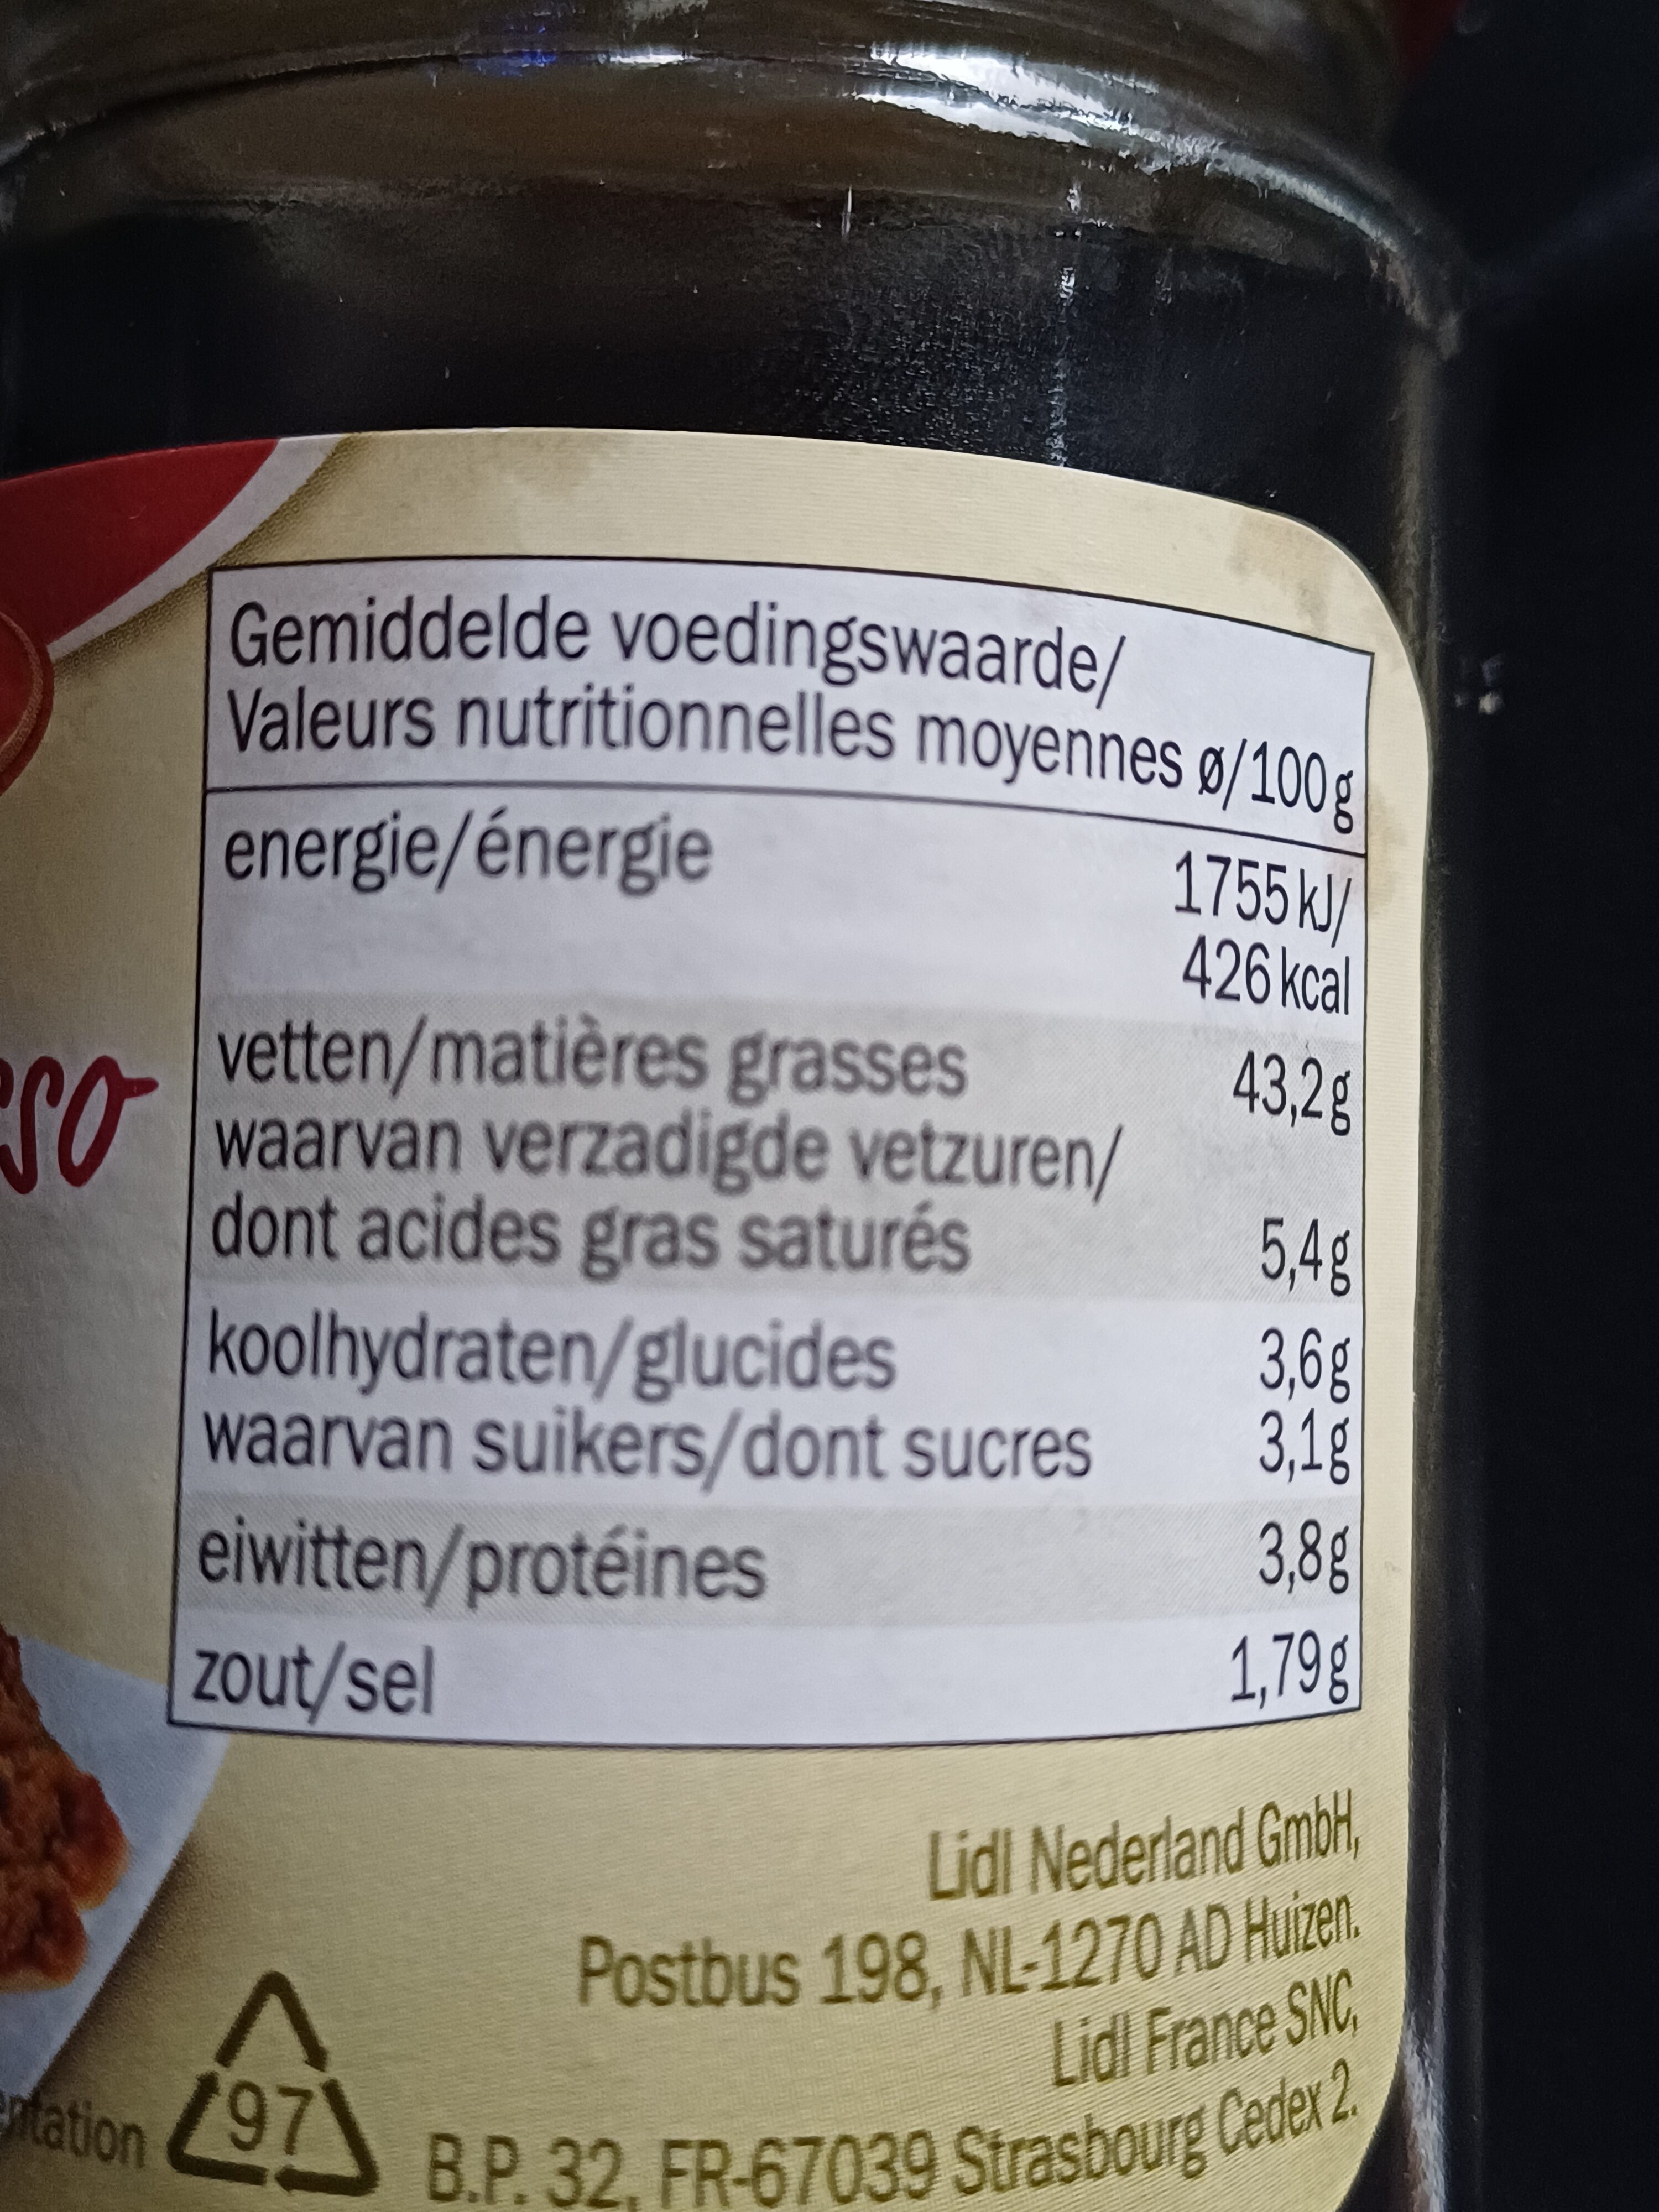 Gemiddelde voedingswaarde/
Valeurs nutritionnelles moyennes ø/100g
energie/énergie 1755 kJ/
426 kcal
vetten/matières grasses 43,2g
waarvan verzadigde vetzuren/
dont acides gras saturés 5,4g
koolhydraten/glucides 3,6g
waarvan suikers/dont sucres 3,1g
eiwitten/protéines 3,8g
zout/sel 1,79g
Lidl Nederland GmbH,
Postbus 198, NL-1270 AD Huizen.
Lidl France SNC,
97
B.P. 32, FR-67039 Strasbourg Cedex 2.